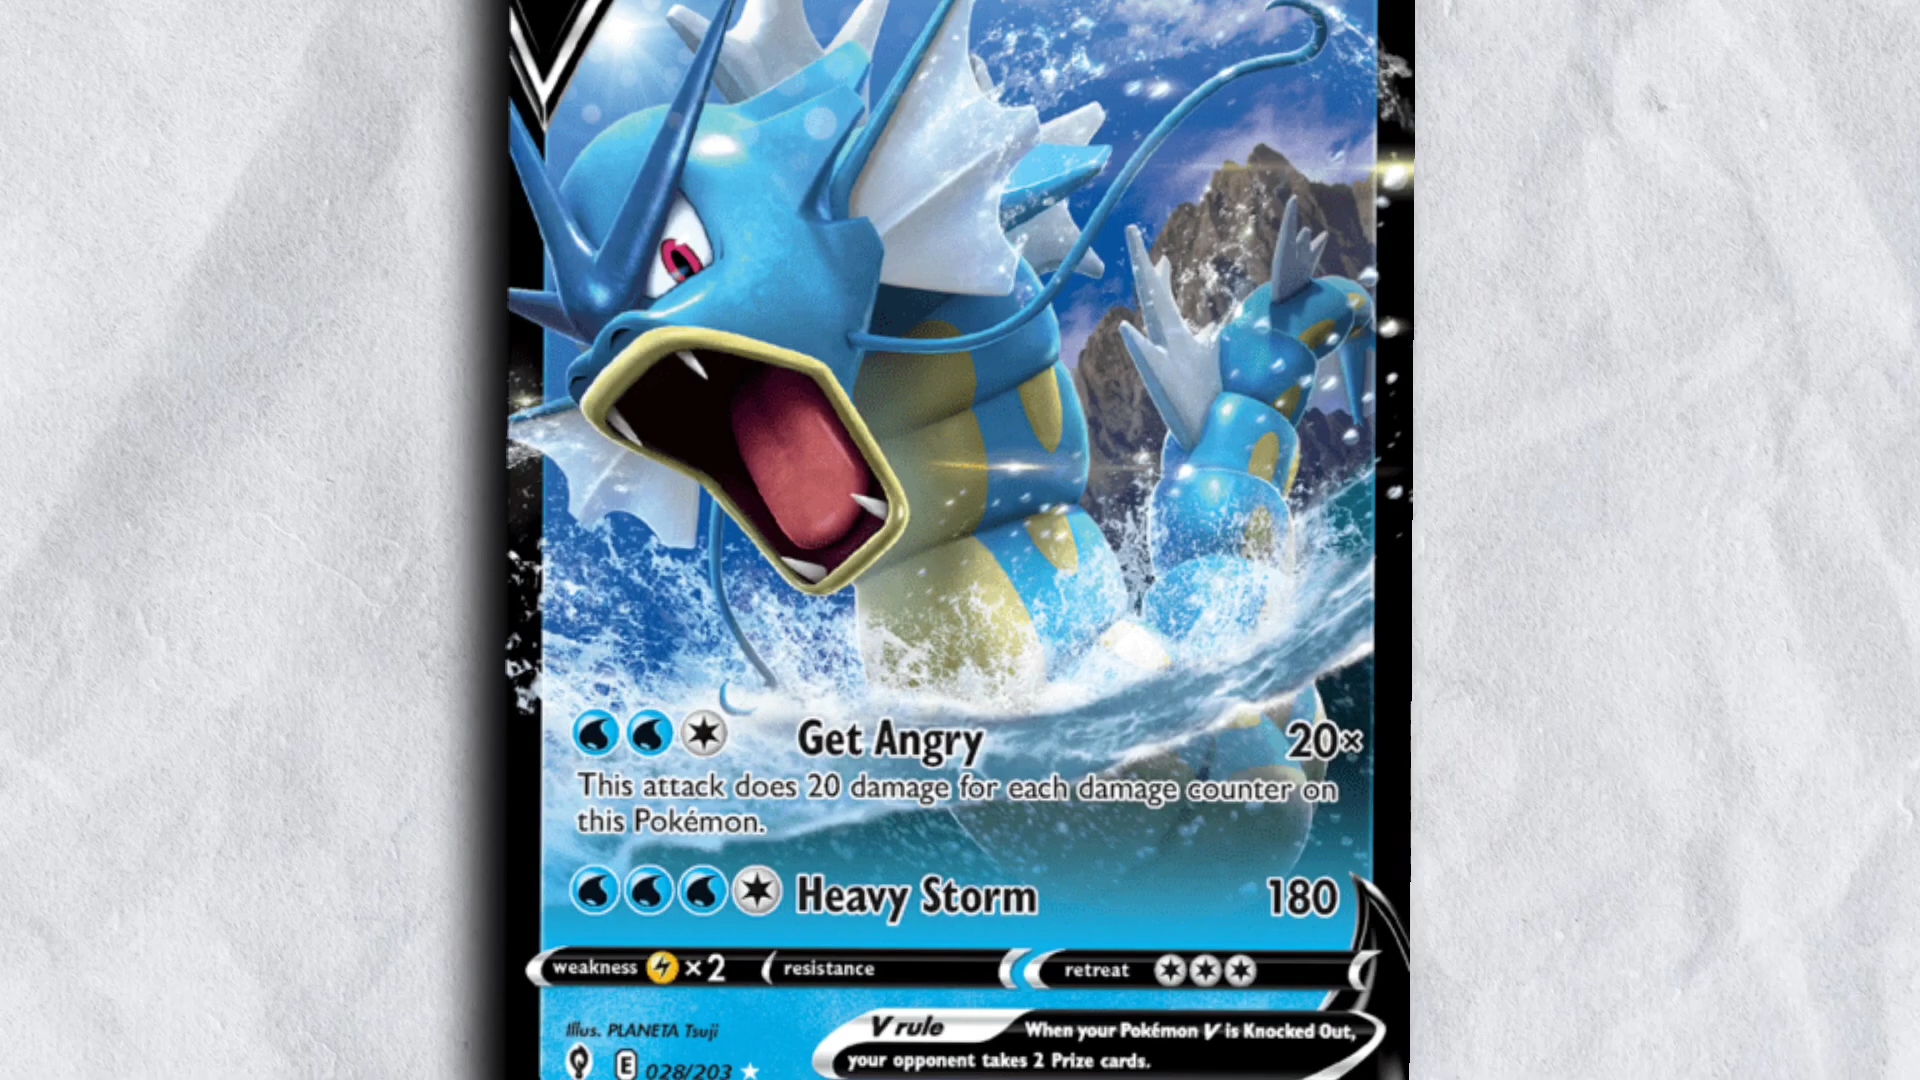 Get Angry 20×
This attack does 20 damage for each damage counter on
this Pokémon.
Heavy Storm 180
weakness ×2 resistance retreat
Illus. PLANETA Tsuji
V rule When your Pokémon V is Knocked Out,
your opponent takes 2 Prize cards.
E 028/203